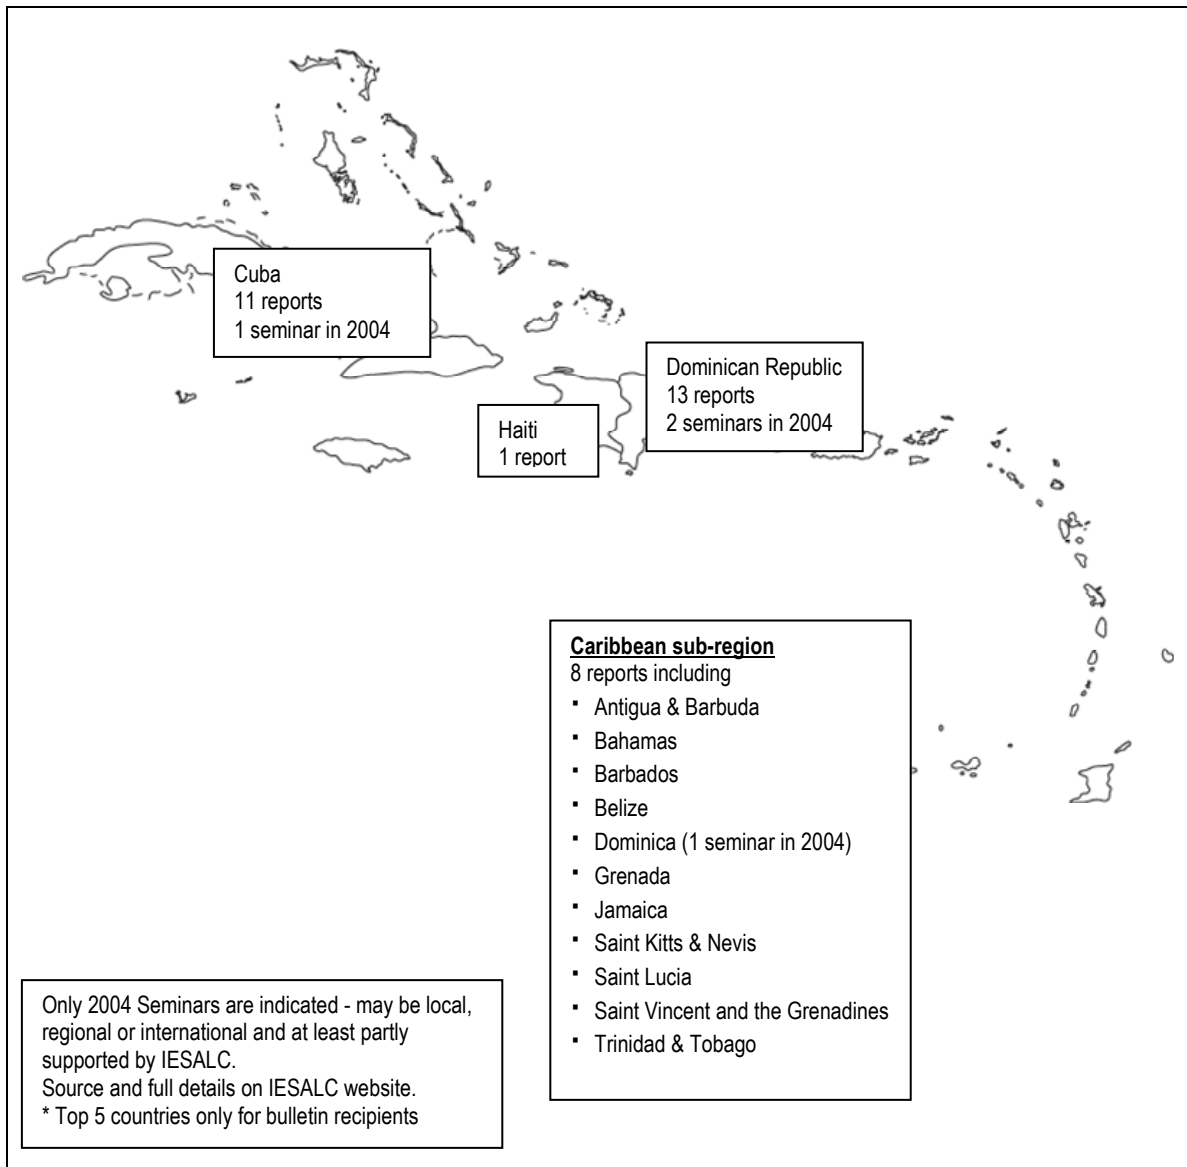 Cuba
11 reports
1 seminar in 2004
Dominican Republic
13 reports
2 seminars in 2004
Haiti
1 report
Caribbean sub-region
8 reports including
▪ Antigua & Barbuda
▪ Bahamas
▪ Barbados
▪ Belize
▪ Dominica (1 seminar in 2004)
▪ Grenada
▪ Jamaica
▪ Saint Kitts & Nevis
▪ Saint Lucia
▪ Saint Vincent and the Grenadines
▪ Trinidad & Tobago
Only 2004 Seminars are indicated - may be local,
regional or international and at least partly
supported by IESALC.
Source and full details on IESALC website.
* Top 5 countries only for bulletin recipients